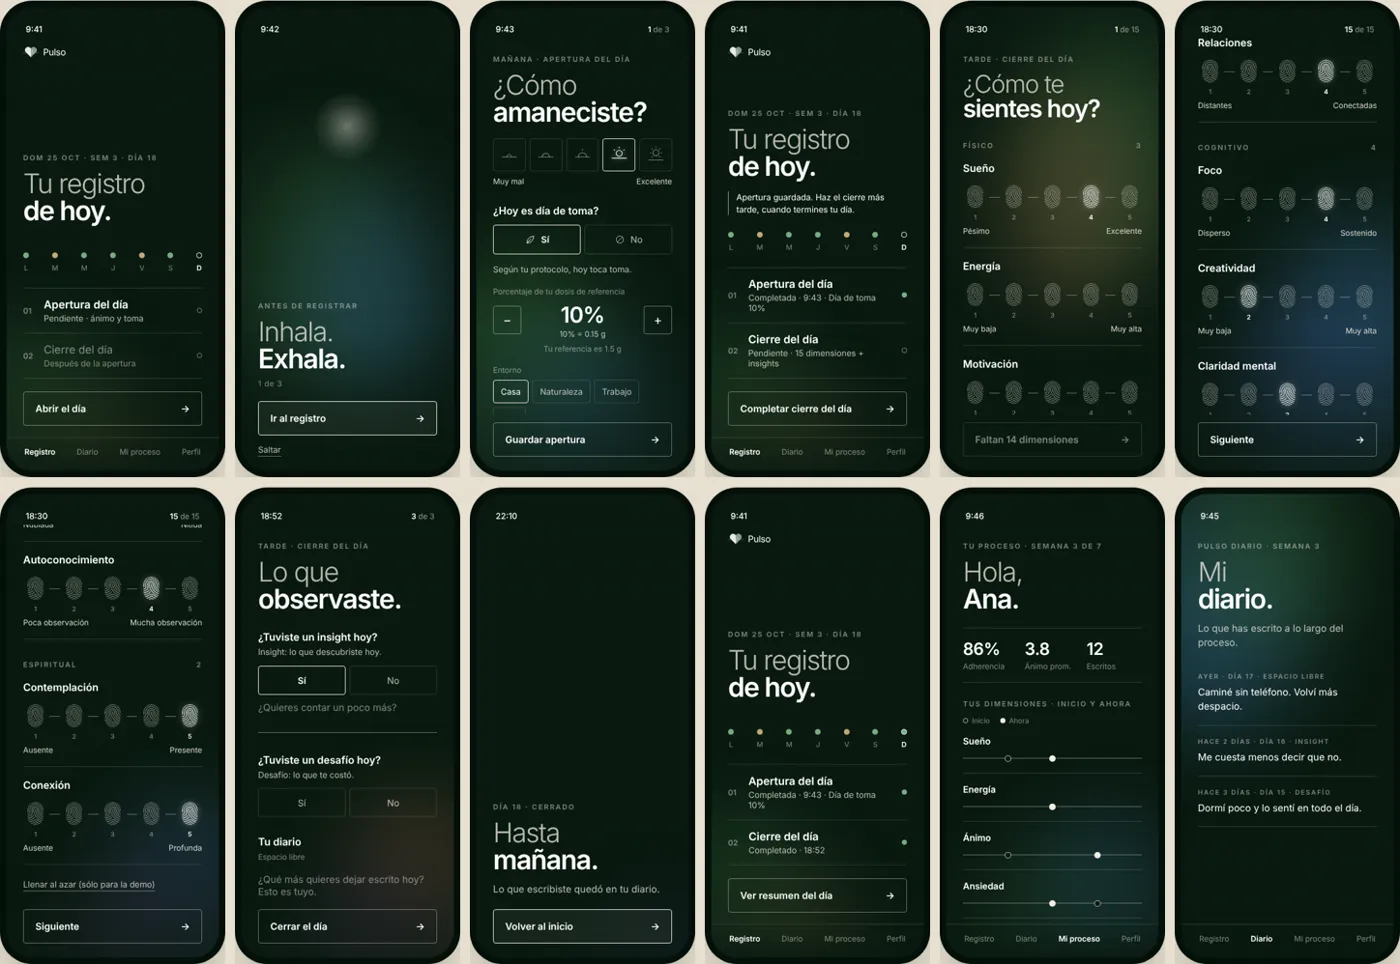 9:41
Pulso
DOM 25 OCT · SEM 3 · DÍA 18
Tu registro
de hoy.
L M M J V S D
01 Apertura del día
Pendiente · ánimo y toma
02 Cierre del día
Después de la apertura
Abrir el día →
Registro Diario Mi proceso Perfil
9:42
ANTES DE REGISTRAR
Inhala.
Exhala.
1 de 3
Ir al registro →
Saltar
9:43 1 de 3
MAÑANA · APERTURA DEL DÍA
¿Cómo
amaneciste?
Muy mal Excelente
¿Hoy es día de toma?
Sí No
Según tu protocolo, hoy toca toma.
Porcentaje de tu dosis de referencia
− 10% +
10% = 0.15 g
Tu referencia es 1.5 g
Entorno
Casa Naturaleza Trabajo
Guardar apertura →
9:41
Pulso
DOM 25 OCT · SEM 3 · DÍA 18
Tu registro
de hoy.
Apertura guardada. Haz el cierre más
tarde, cuando termines tu día.
L M M J V S D
01 Apertura del día
Completada · 9:43 · Día de toma
10%
02 Cierre del día
Pendiente · 15 dimensiones +
insights
Completar cierre del día →
Registro Diario Mi proceso Perfil
18:30 1 de 15
TARDE · CIERRE DEL DÍA
¿Cómo te
sientes hoy?
FÍSICO 3
Sueño
1 2 3 4 5
Pésimo Excelente
Energía
1 2 3 4 5
Muy baja Muy alta
Motivación
1 2 3 4 5
Faltan 14 dimensiones →
18:30 15 de 15
Relaciones
1 2 3 4 5
Distantes Conectadas
COGNITIVO 4
Foco
1 2 3 4 5
Disperso Sostenido
Creatividad
1 2 3 4 5
Muy baja Muy alta
Claridad mental
Siguiente →
18:30 15 de 15
Autoconocimiento
1 2 3 4 5
Poca observación Mucha observación
ESPIRITUAL 2
Contemplación
1 2 3 4 5
Ausente Presente
Conexión
1 2 3 4 5
Ausente Profunda
Llenar al azar (sólo para la demo)
Siguiente →
18:52 3 de 3
TARDE · CIERRE DEL DÍA
Lo que
observaste.
¿Tuviste un insight hoy?
Insight: lo que descubriste hoy.
Sí No
¿Quieres contar un poco más?
¿Tuviste un desafío hoy?
Desafío: lo que te costó.
Sí No
Tu diario
Espacio libre
¿Qué más quieres dejar escrito hoy?
Esto es tuyo.
Cerrar el día →
22:10
DÍA 18 · CERRADO
Hasta
mañana.
Lo que escribiste quedó en tu diario.
Volver al inicio →
9:41
Pulso
DOM 25 OCT · SEM 3 · DÍA 18
Tu registro
de hoy.
L M M J V S D
01 Apertura del día
Completada · 9:43 · Día de toma
10%
02 Cierre del día
Completado · 18:52
Ver resumen del día →
Registro Diario Mi proceso Perfil
9:46
TU PROCESO · SEMANA 3 DE 7
Hola,
Ana.
86% 3.8 12
Adherencia Ánimo prom. Escritos
TUS DIMENSIONES · INICIO Y AHORA
Inicio Ahora
Sueño
Energía
Ánimo
Ansiedad
Registro Diario Mi proceso Perfil
9:45
PULSO DIARIO · SEMANA 3
Mi
diario.
Lo que has escrito a lo largo del
proceso.
AYER · DÍA 17 · ESPACIO LIBRE
Caminé sin teléfono. Volví más
despacio.
HACE 2 DÍAS · DÍA 16 · INSIGHT
Me cuesta menos decir que no.
HACE 3 DÍAS · DÍA 15 · DESAFÍO
Dormí poco y lo sentí en todo el día.
Registro Diario Mi proceso Perfil